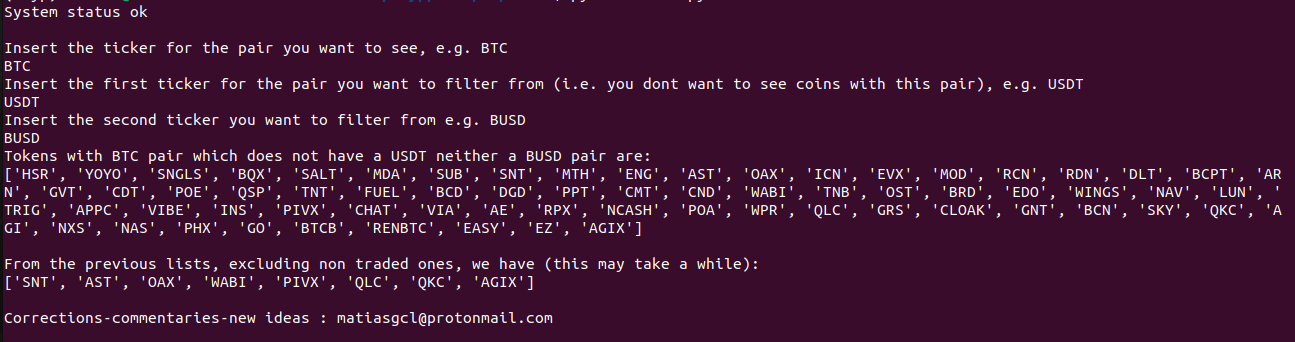 System status ok
Insert the ticker for the pair you want to see, e.g. BTC
BTC
Insert the first ticker for the pair you want to filter from (i.e. you dont want to see coins with this pair), e.g. USDT
USDT
Insert the second ticker you want to filter from e.g. BUSD
BUSD
Tokens with BTC pair which does not have a USDT neither a BUSD pair are:
['HSR', 'YOYO', 'SNGLS', 'BQX', 'SALT', 'MDA', 'SUB', 'SNT', 'MTH', 'ENG', 'AST', 'OAX', 'ICN', 'EVX', 'MOD', 'RCN', 'RDN', 'DLT', 'BCPT', 'AR
N', 'GVT', 'CDT', 'POE', 'QSP', 'TNT', 'FUEL', 'BCD', 'DGD', 'PPT', 'CMT', 'CND', 'WABI', 'TNB', 'OST', 'BRD', 'EDO', 'WINGS', 'NAV', 'LUN', '
TRIG', 'APPC', 'VIBE', 'INS', 'PIVX', 'CHAT', 'VIA', 'AE', 'RPX', 'NCASH', 'POA', 'WPR', 'QLC', 'GRS', 'CLOAK', 'GNT', 'BCN', 'SKY', 'QKC', 'A
GI', 'NXS', 'NAS', 'PHX', 'GO', 'BTCB', 'RENBTC', 'EASY', 'EZ', 'AGIX']
From the previous lists, excluding non traded ones, we have (this may take a while):
['SNT', 'AST', 'OAX', 'WABI', 'PIVX', 'QLC', 'QKC', 'AGIX']
Corrections-commentaries-new ideas : matiasgcl@protonmail.com